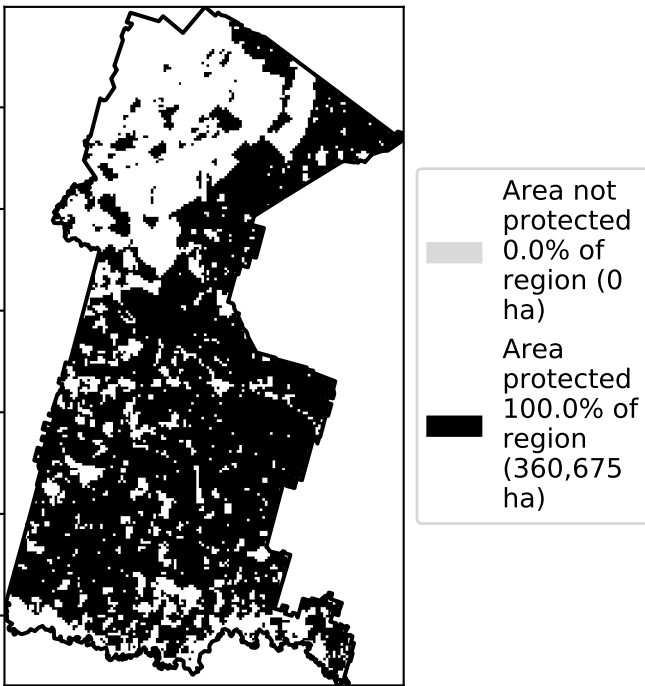 Area not
protected
0.0% of
region (0
ha)
Area
protected
100.0% of
region
(360,675
ha)